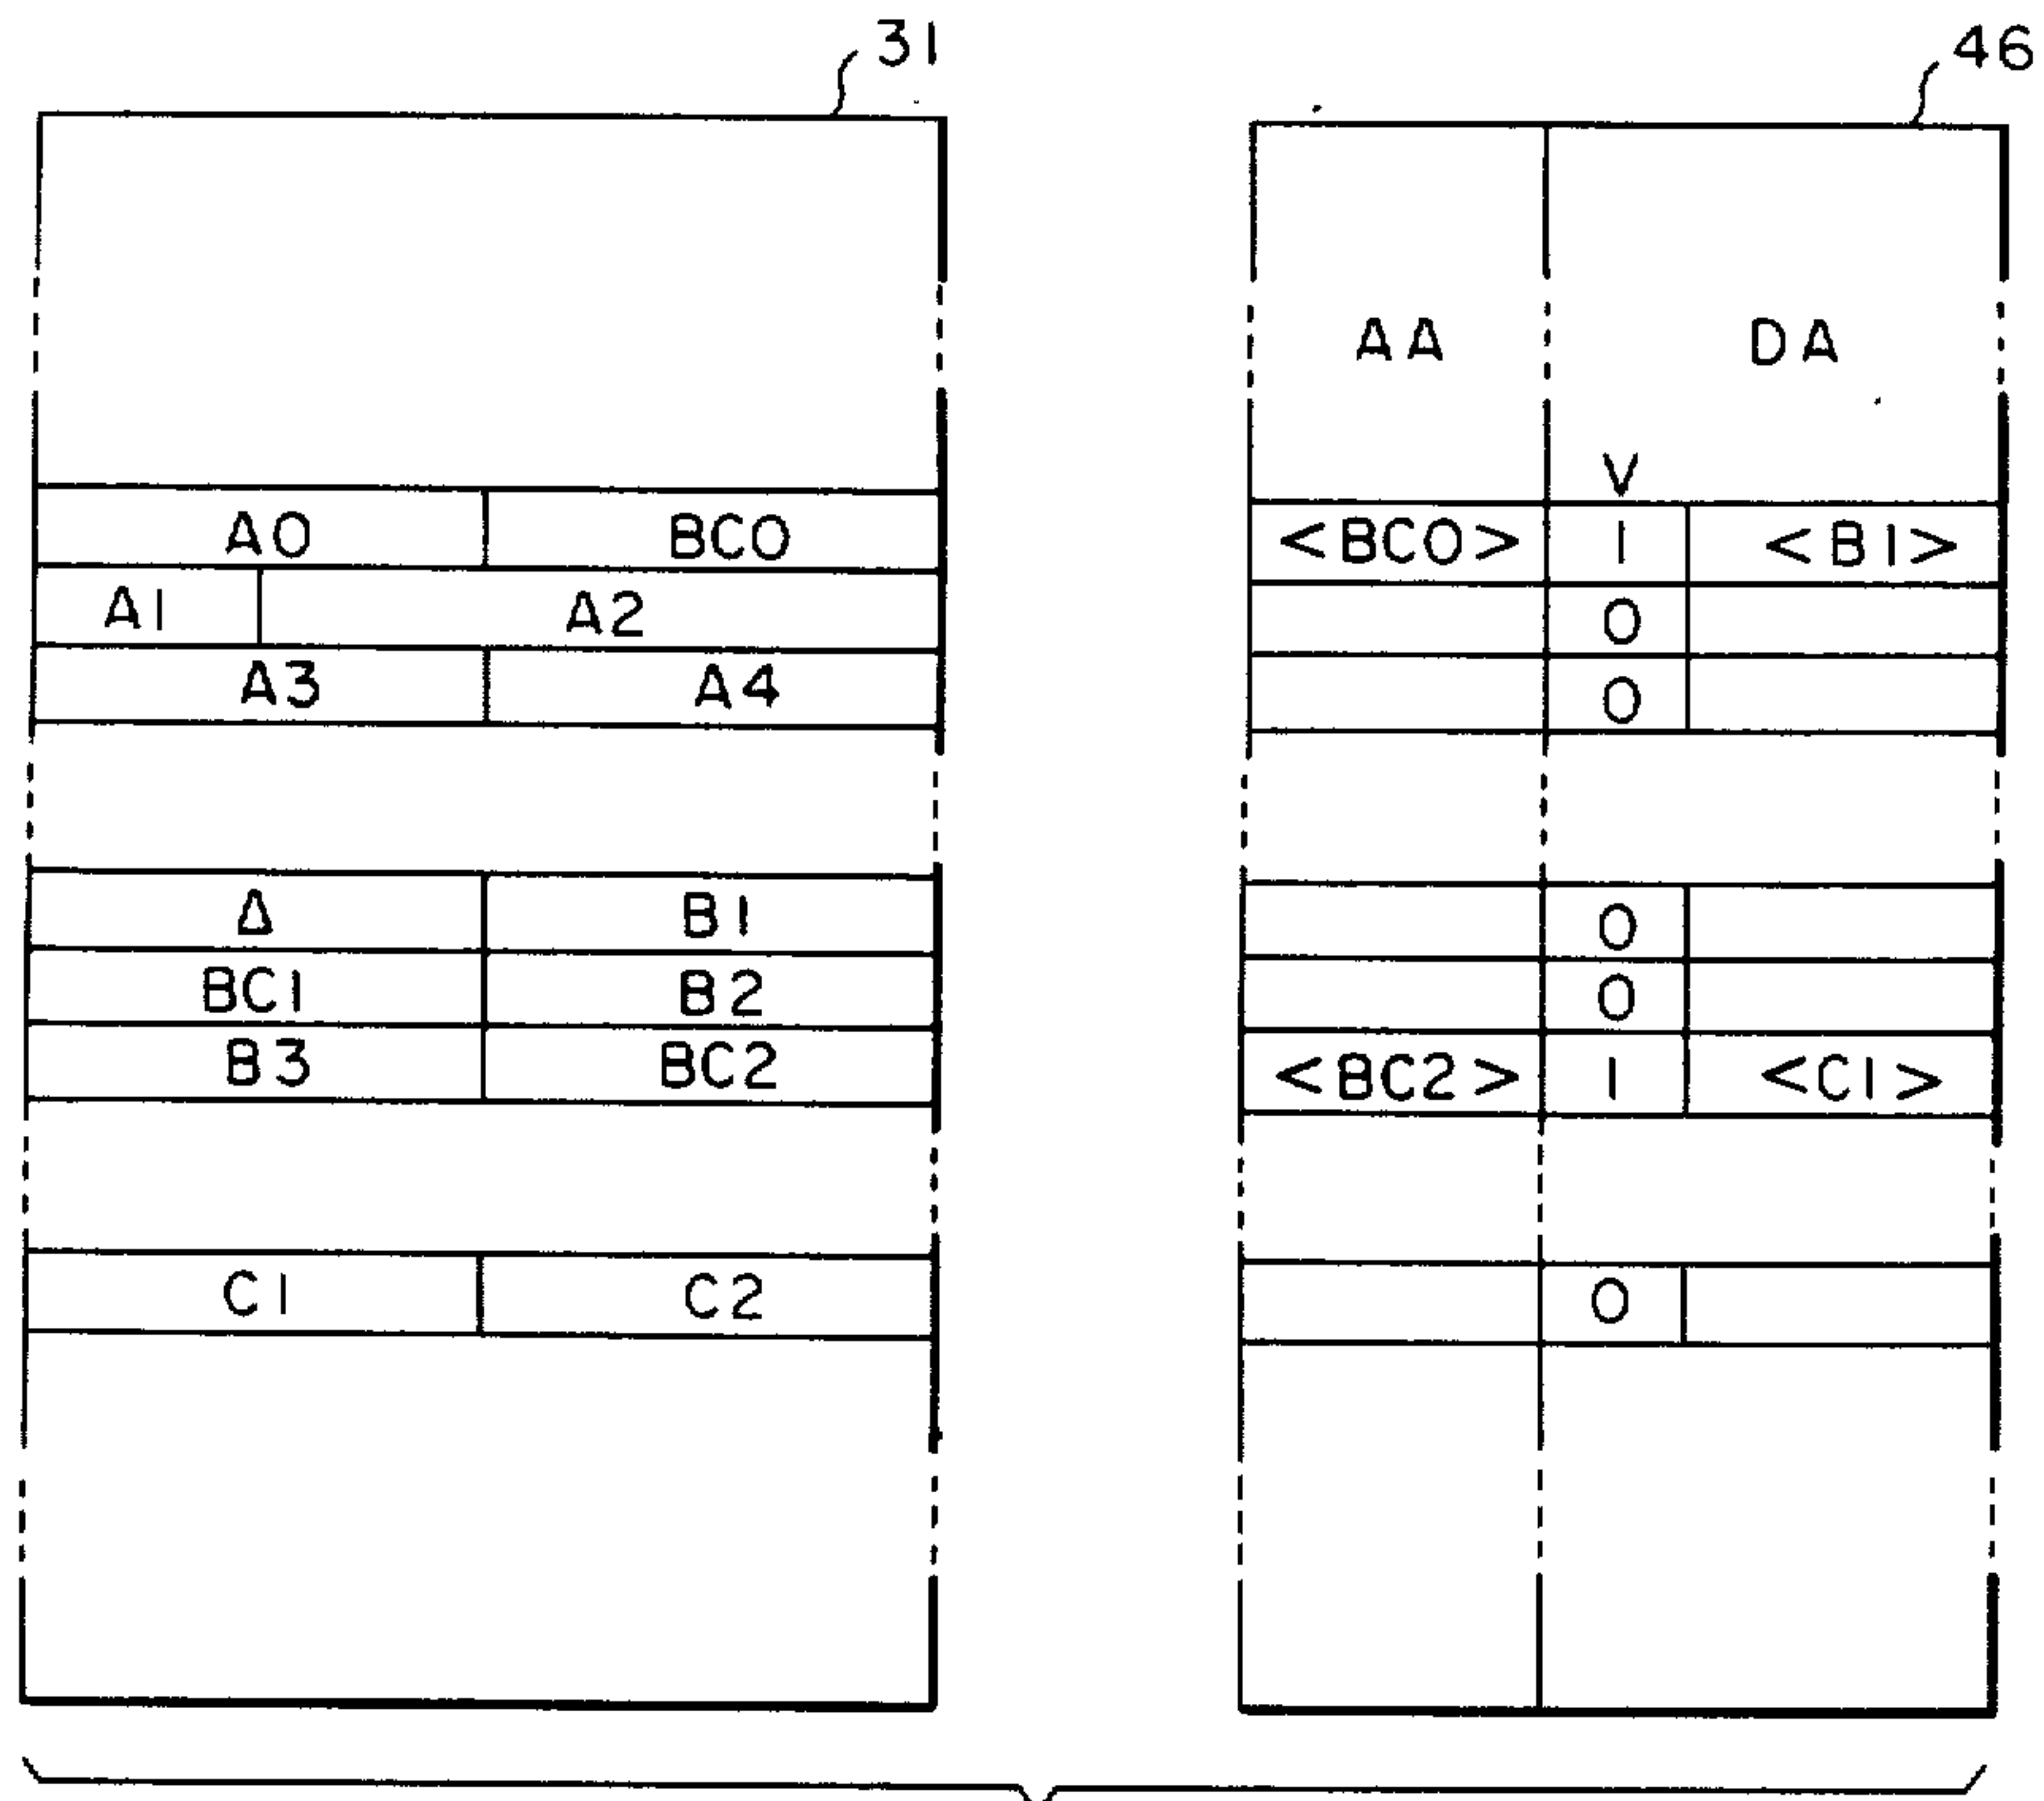 31
46
AA DA
V
A0 BC0 <BC0> 1 <B1>
A1 A2 0
A3 A4 0
Δ B1 0
BC1 B2 0
B3 BC2 <BC2> 1 <C1>
C1 C2 0